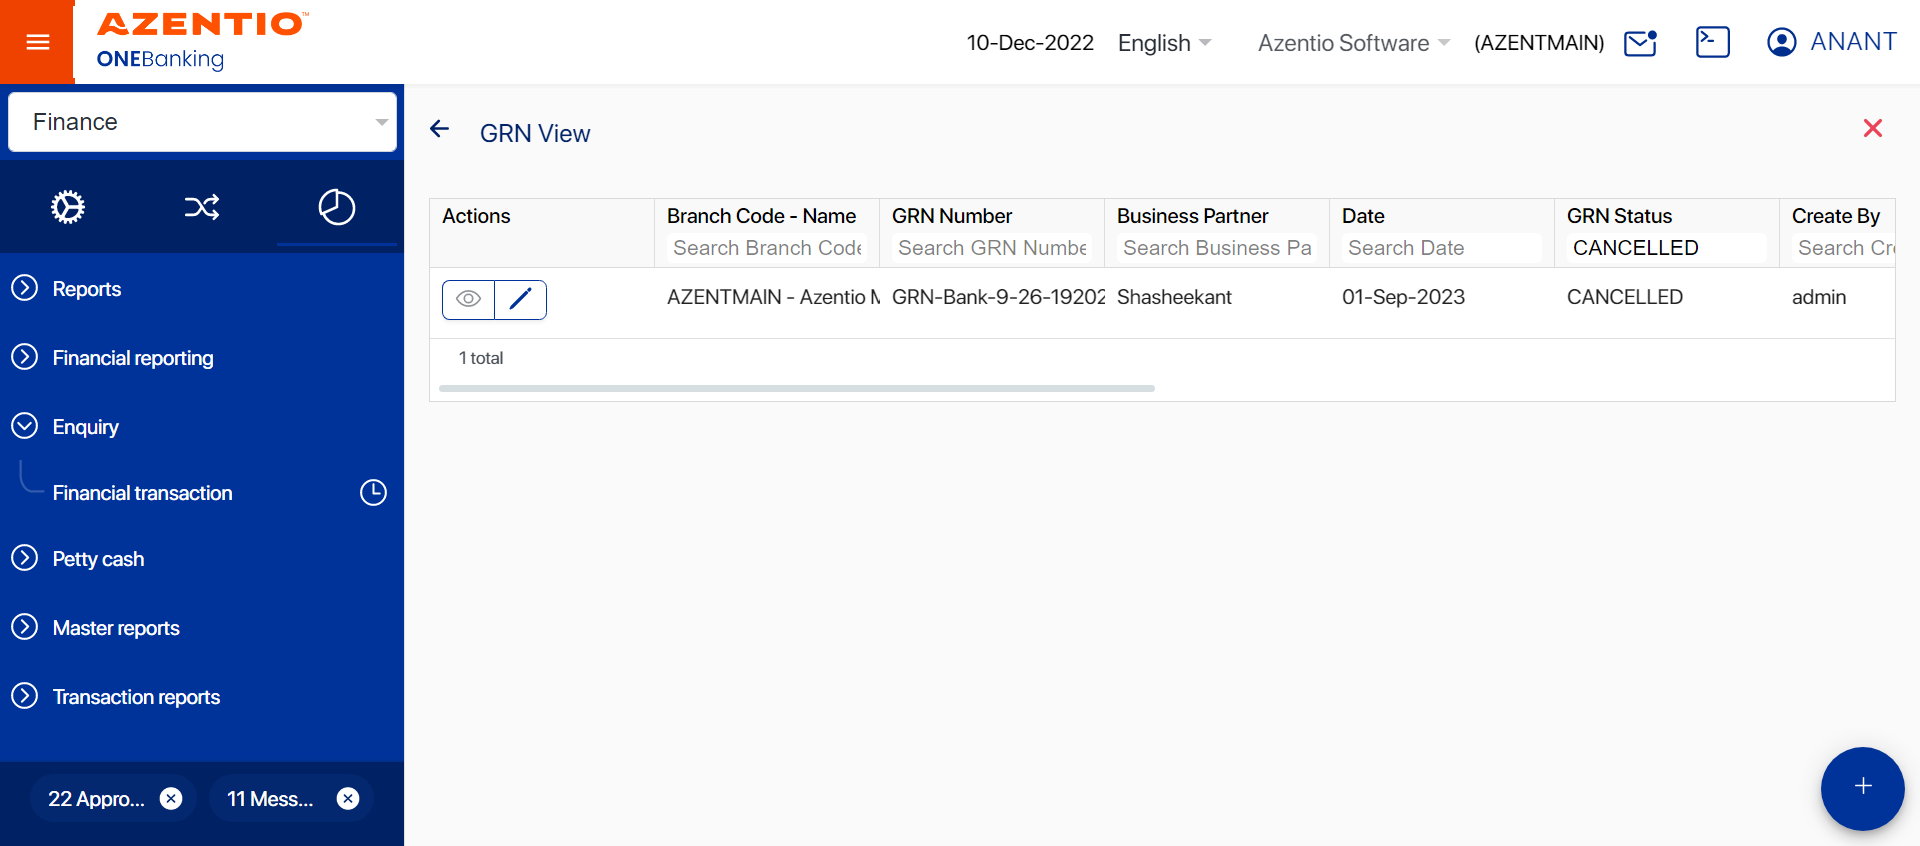 AZENTIO™
ONEBanking
10-Dec-2022
English
Azentio Software
(AZENTMAIN)
ANANT
Finance
Reports
Financial reporting
Enquiry
Financial transaction
Petty cash
Master reports
Transaction reports
22 Appro...
11 Mess...
GRN View
Actions
Branch Code - Name
GRN Number
Business Partner
Date
GRN Status
Create By
Search Branch Code
Search GRN Numbe
Search Business Pa
Search Date
CANCELLED
Search Cre
AZENTMAIN - Azentio M
GRN-Bank-9-26-19202
Shasheekant
01-Sep-2023
CANCELLED
admin
1 total